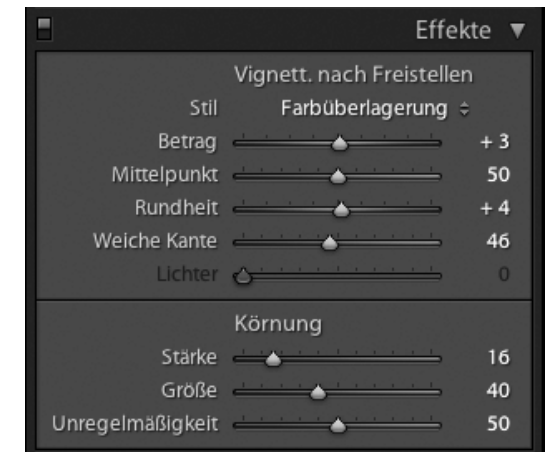 Effekte
Vignett. nach Freistellen
Stil Farbüberlagerung
Betrag + 3
Mittelpunkt 50
Rundheit + 4
Weiche Kante 46
Lichter 0
Körnung
Stärke 16
Größe 40
Unregelmäßigkeit 50